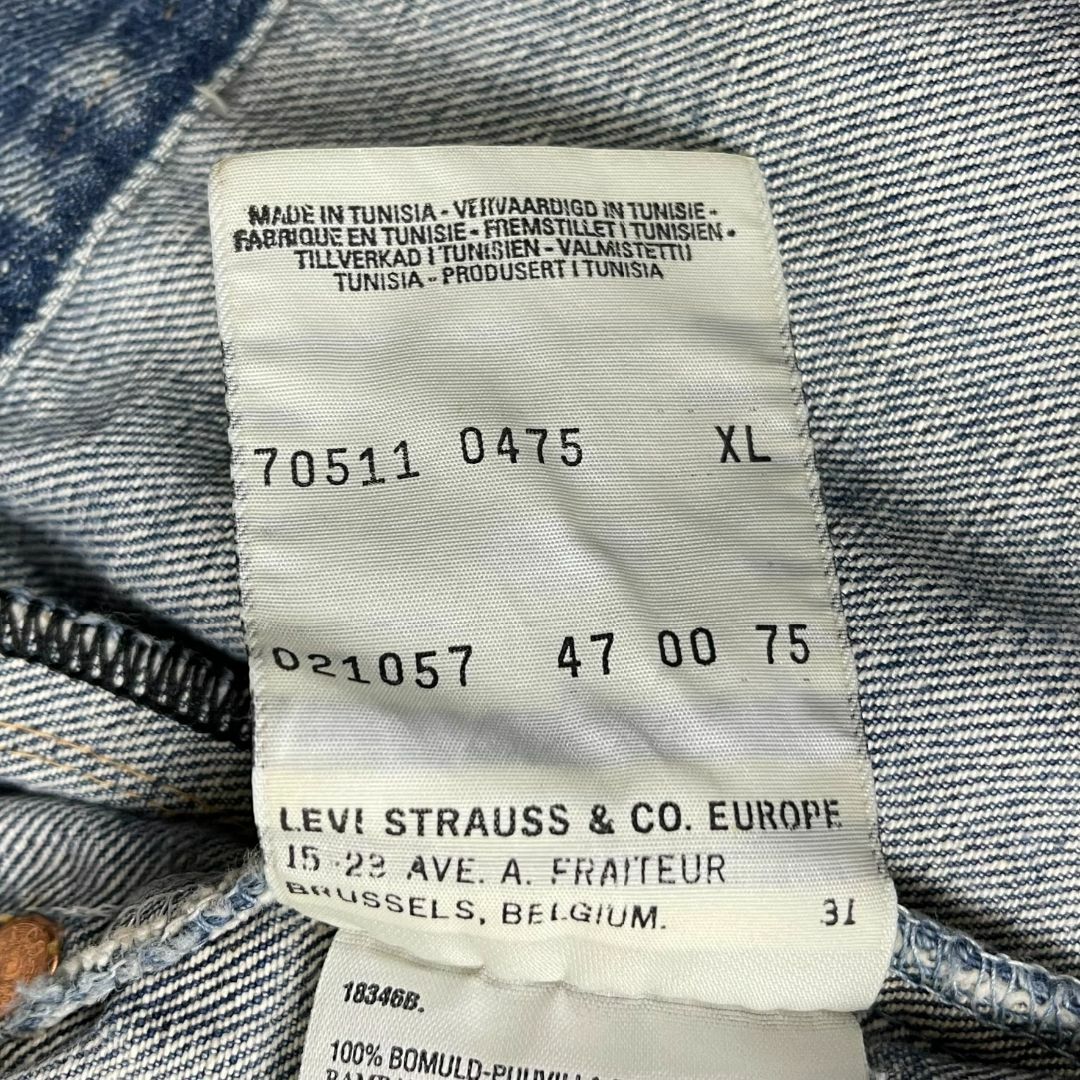 MADE IN TUNISIA - VERVAARDIGD IN TUNISIE -
FABRIQUE EN TUNISIE - FREMSTILLET I TUNISIEN -
TILLVERKAD I TUNISIEN - VALMISTETTU
TUNISIA - PRODUSERT I TUNISIA
70511 0475 XL
021057 47 00 75
LEVI STRAUSS & CO. EUROPE
15-23 AVE. A. FRAITEUR
BRUSSELS, BELGIUM. 31
18346B.
100% BOMULD-